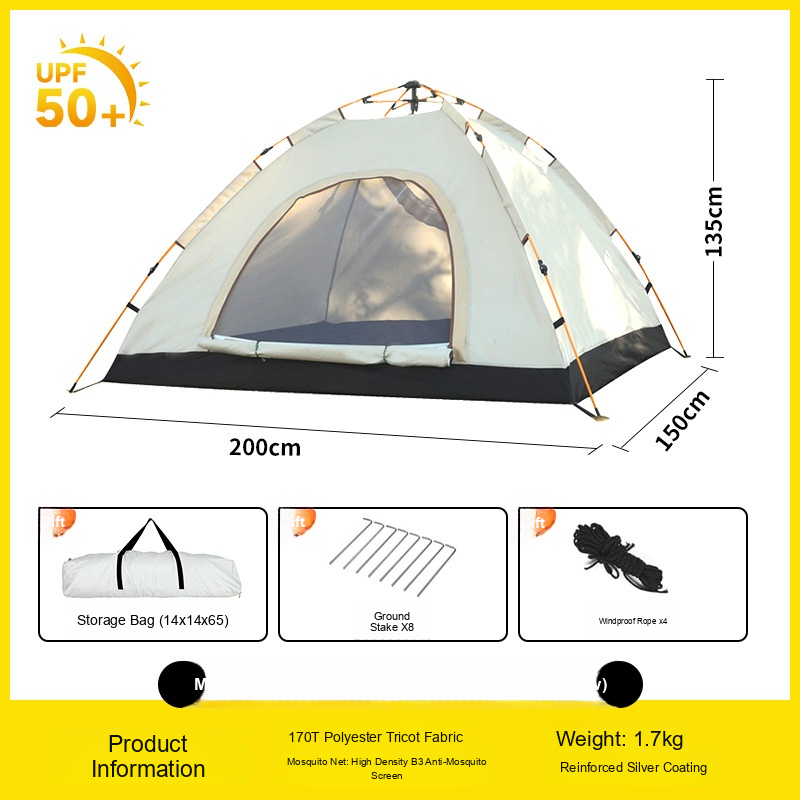 UPF
50+
135cm
150cm
200cm
Storage Bag (14x14x65)
Ground
Stake X8
Windproof Rope x4
Product
Information
170T Polyester Tricot Fabric
Mosquito Net: High Density B3 Anti-Mosquito
Screen
Weight: 1.7kg
Reinforced Silver Coating